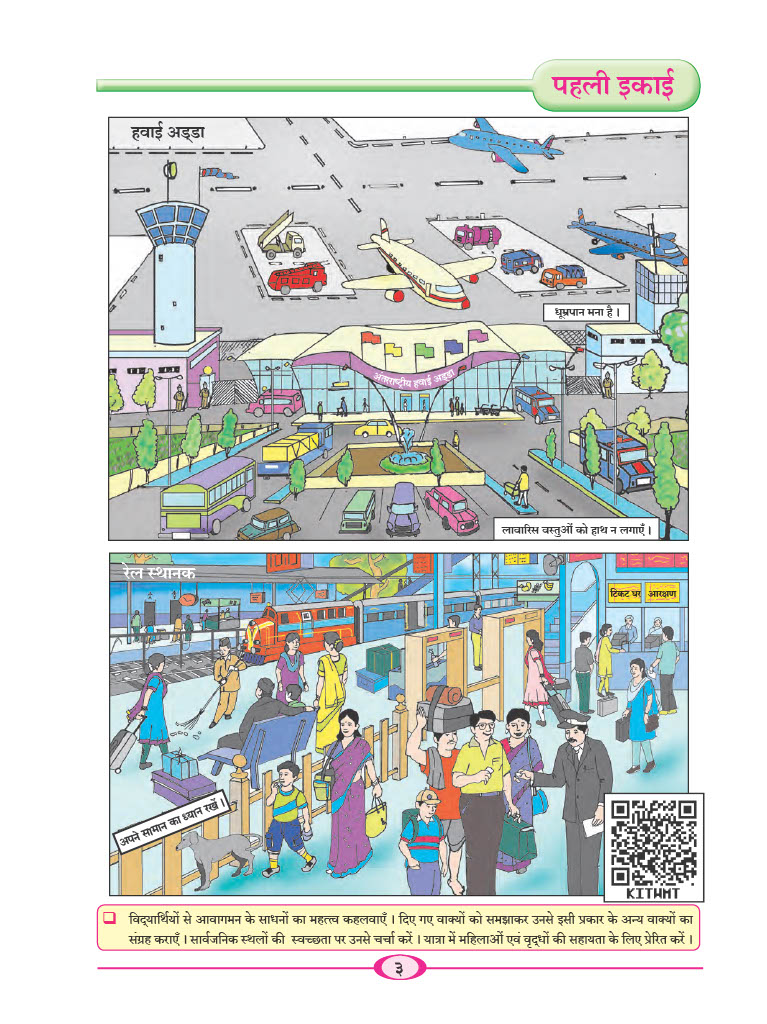 पहली इकाई
हवाई अड्डा
धूम्रपान मना है ।
अंतरराष्ट्रीय हवाई अड्डा
लावारिस वस्तुओं को हाथ न लगाएँ ।
रेल स्थानक
टिकट घर
आरक्षण
अपने सामान का ध्यान रखें ।
KITWMT
विद्‌यार्थियों से आवागमन के साधनों का महत्त्व कहलवाएँ । दिए गए वाक्यों को समझाकर उनसे इसी प्रकार के अन्य वाक्यों का
संग्रह कराएँ । सार्वजनिक स्थलों की स्वच्छता पर उनसे चर्चा करें । यात्रा में महिलाओं एवं वृद्‌धों की सहायता के लिए प्रेरित करें ।
३